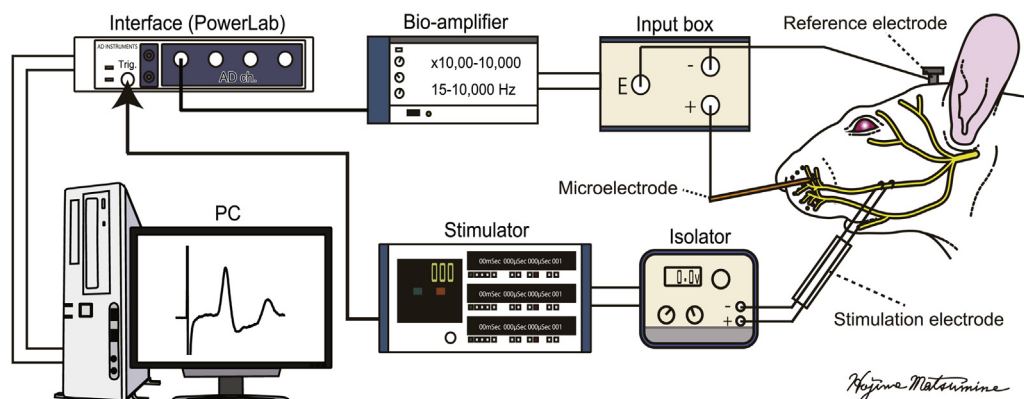 Interface (PowerLab)
AD INSTRUMENTS
Trig.
AD ch.
Bio-amplifier
x10,00-10,000
15-10,000 Hz
Input box
E
-
+
Reference electrode
Microelectrode
PC
Stimulator
000
00mSec 000µSec 000µSec 001
00mSec 000µSec 000µSec 001
00mSec 000µSec 000µSec 001
Isolator
0.0V
-
+
Stimulation electrode
Hajime Matsumine